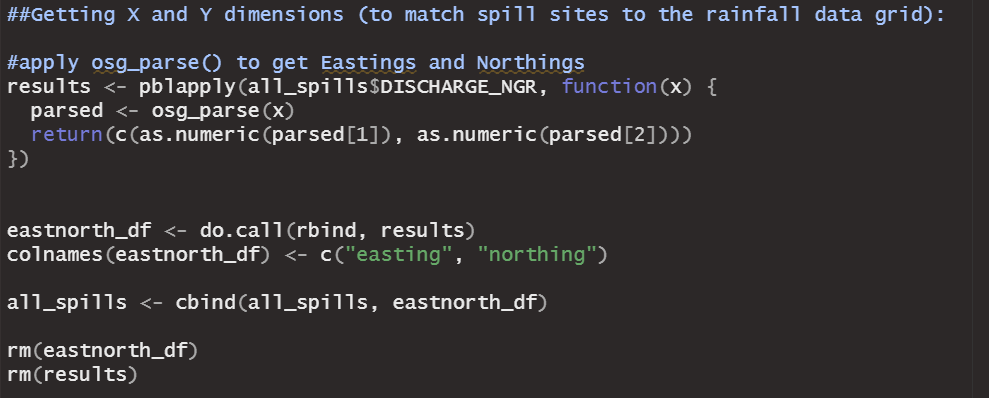 ##Getting X and Y dimensions (to match spill sites to the rainfall data grid):
#apply osg_parse() to get Eastings and Northings
results <- pblapply(all_spills$DISCHARGE_NGR, function(x) {
  parsed <- osg_parse(x)
  return(c(as.numeric(parsed[1]), as.numeric(parsed[2])))
})
eastnorth_df <- do.call(rbind, results)
colnames(eastnorth_df) <- c("easting", "northing")
all_spills <- cbind(all_spills, eastnorth_df)
rm(eastnorth_df)
rm(results)